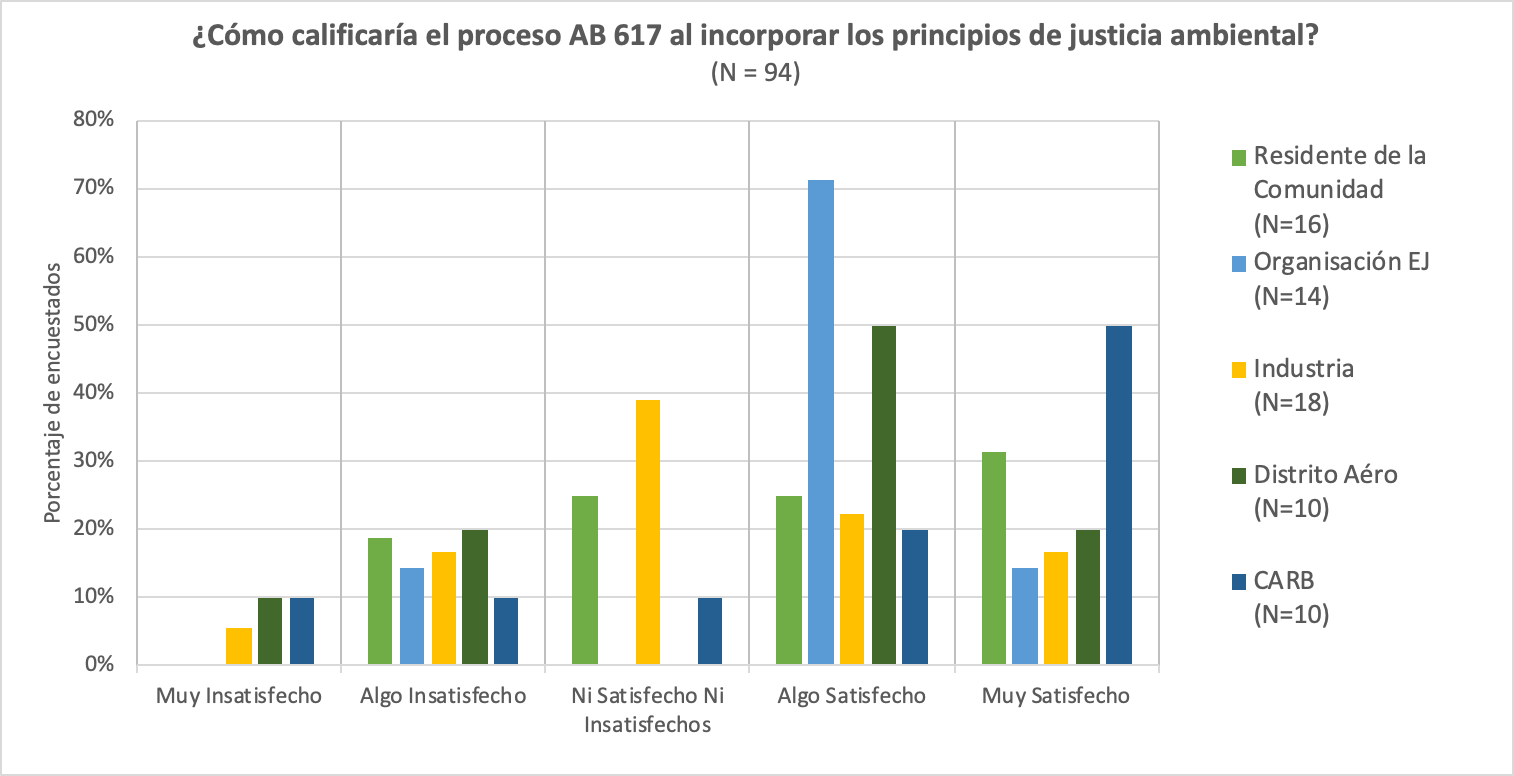 ¿Cómo calificaría el proceso AB 617 al incorporar los principios de justicia ambiental?
(N = 94)
Porcentaje de encuestados
80%
70%
60%
50%
40%
30%
20%
10%
0%
Muy Insatisfecho
Algo Insatisfecho
Ni Satisfecho Ni
Insatisfechos
Algo Satisfecho
Muy Satisfecho
Residente de la
Comunidad
(N=16)
Organisación EJ
(N=14)
Industria
(N=18)
Distrito Aéro
(N=10)
CARB
(N=10)